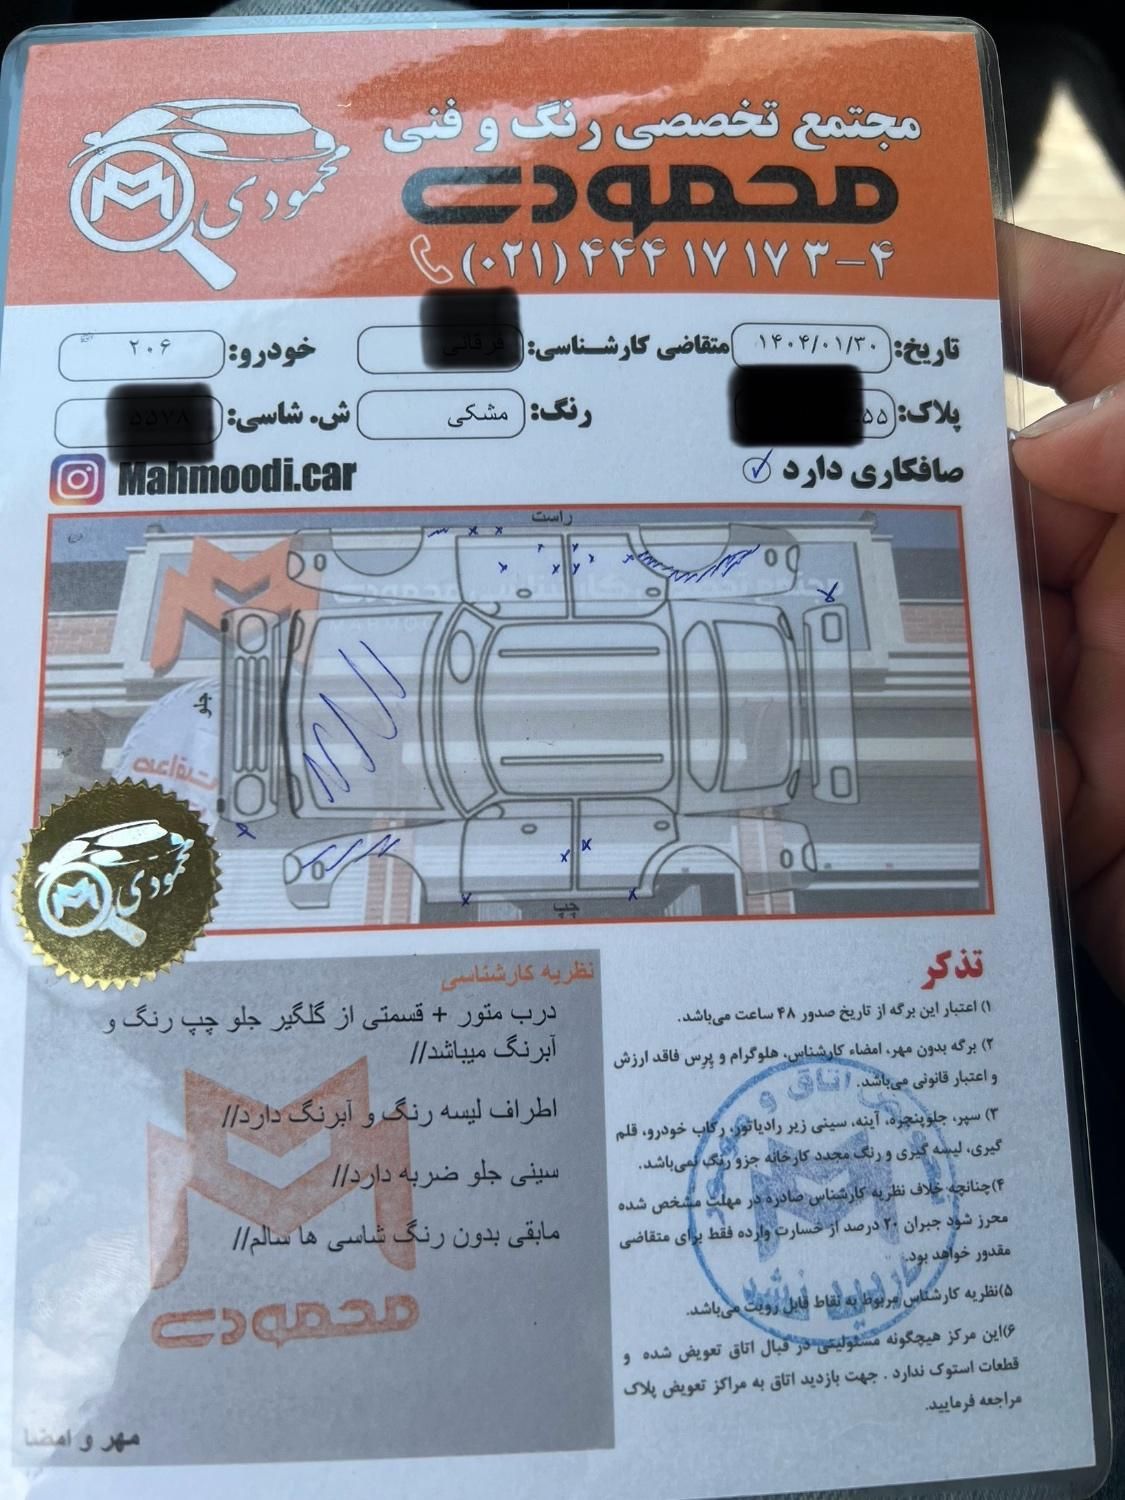 مجتمع تخصصی رنگ و فنی
محمودی
محمودی
(۰۲۱) ۴۴۴ ۱۷ ۱۷ ۳ – ۴
تاریخ: ۱۴۰۴/۰۱/۳۰ متقاضی کارشناسی: فرقانی خودرو: ۲۰۶
پلاک: ۵۵ رنگ: مشکی ش. شاسی: ۵۵۷۸
صافکاری دارد ✓
Mahmoodi.car
راست
جلو
چپ
محمودی
نظریه کارشناسی
درب متور + قسمتی از گلگیر جلو چپ رنگ و
آبرنگ میباشد//
اطراف لیسه رنگ و آبرنگ دارد//
سینی جلو ضربه دارد//
مابقی بدون رنگ شاسی ها سالم//
محمودی
مهر و امضا
تذکر
۱) اعتبار این برگه از تاریخ صدور ۴۸ ساعت می‌باشد.
۲) برگه بدون مهر، امضاء کارشناس، هلوگرام و پرس فاقد ارزش
و اعتبار قانونی می‌باشد.
۳) سپر، جلوپنجره، آینه، سینی زیر رادیاتور، رکاب خودرو، قلم
گیری، لیسه گیری و رنگ مجدد کارخانه جزو رنگ نمی‌باشد.
۴)چنانچه خلاف نظریه کارشناس صادره در مهلت مشخص شده
محرز شود جبران ۲۰ درصد از خسارت وارده فقط برای متقاضی
مقدور خواهد بود.
۵)نظریه کارشناس مربوط به نقاط قابل رویت می‌باشد.
۶)این مرکز هیچگونه مسئولیتی در قبال اتاق تعویض شده و
قطعات استوک ندارد . جهت بازدید اتاق به مراکز تعویض پلاک
مراجعه فرمایید.